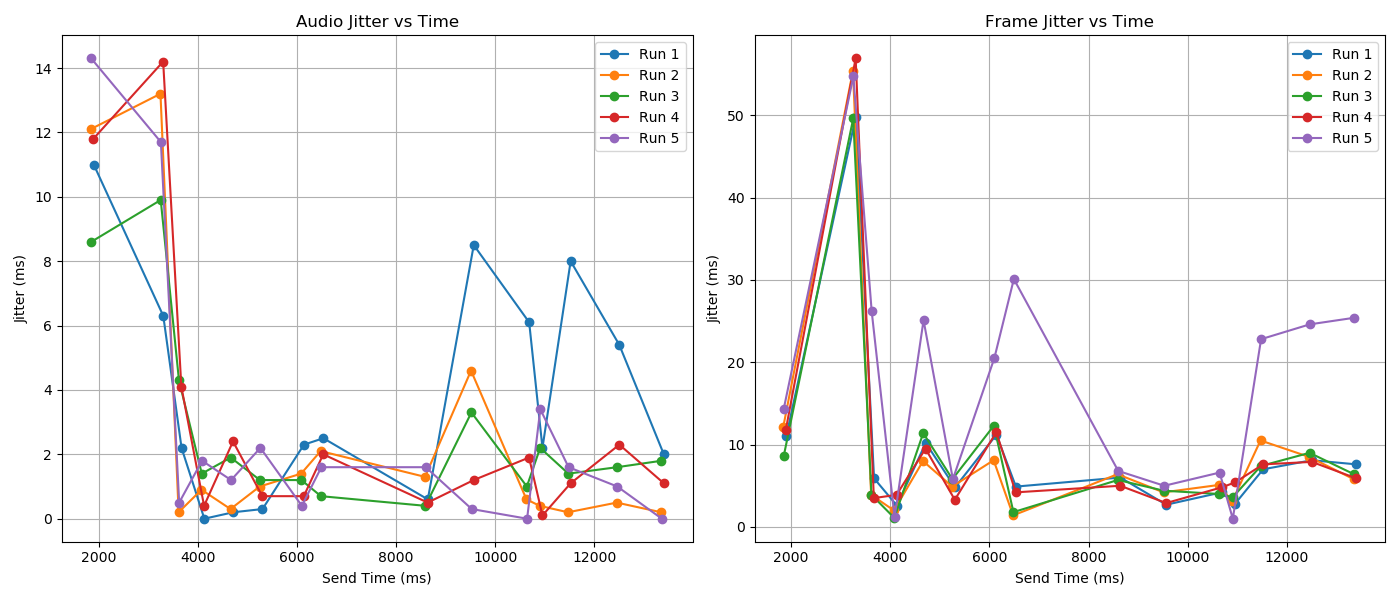 Audio Jitter vs Time
Jitter (ms)
14
12
10
8
6
4
2
0
2000 4000 6000 8000 10000 12000
Send Time (ms)
Run 1
Run 2
Run 3
Run 4
Run 5
Frame Jitter vs Time
Jitter (ms)
50
40
30
20
10
0
2000 4000 6000 8000 10000 12000
Send Time (ms)
Run 1
Run 2
Run 3
Run 4
Run 5